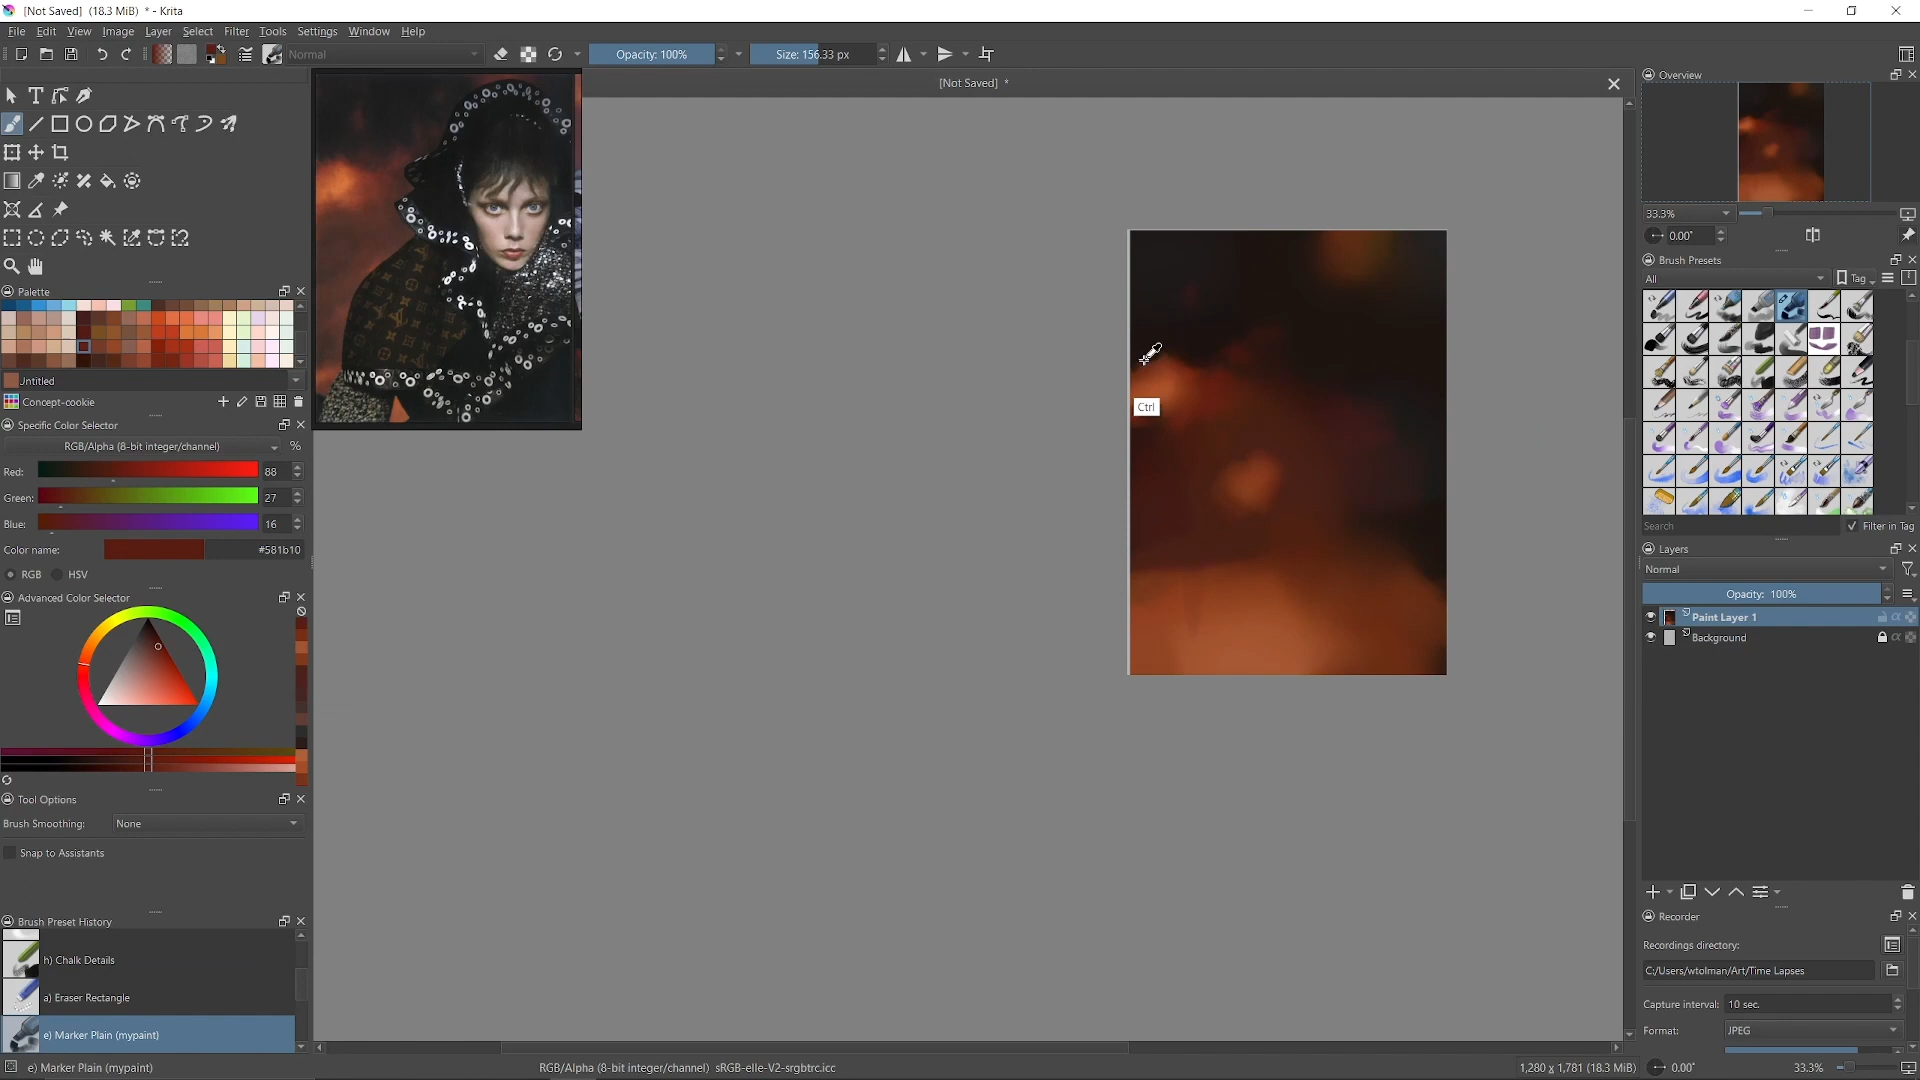 [Not Saved] (18.3 MiB) * - Krita
File Edit View Image Layer Select Filter Tools Settings Window Help
Normal Opacity: 100% Size: 156.33 px
[Not Saved] *
Palette
Untitled
Concept-cookie
Specific Color Selector
RGB/Alpha (8-bit integer/channel) %
Red: 88
Green: 27
Blue: 16
Color name: #581b10
RGB HSV
Advanced Color Selector
Tool Options
Brush Smoothing: None
Snap to Assistants
Brush Preset History
h) Chalk Details
a) Eraser Rectangle
e) Marker Plain (mypaint)
Ctrl
Overview
33.3%
0.00°
Brush Presets
All Tag
Search Filter in Tag
Layers
Normal
Opacity: 100%
Paint Layer 1
Background
Recorder
Recordings directory:
C:/Users/wtolman/Art/Time Lapses
Capture interval: 10 sec.
Format: JPEG
e) Marker Plain (mypaint) RGB/Alpha (8-bit integer/channel) sRGB-elle-V2-srgbtrc.icc 1,280 x 1,781 (18.3 MiB) 0.00° 33.3%